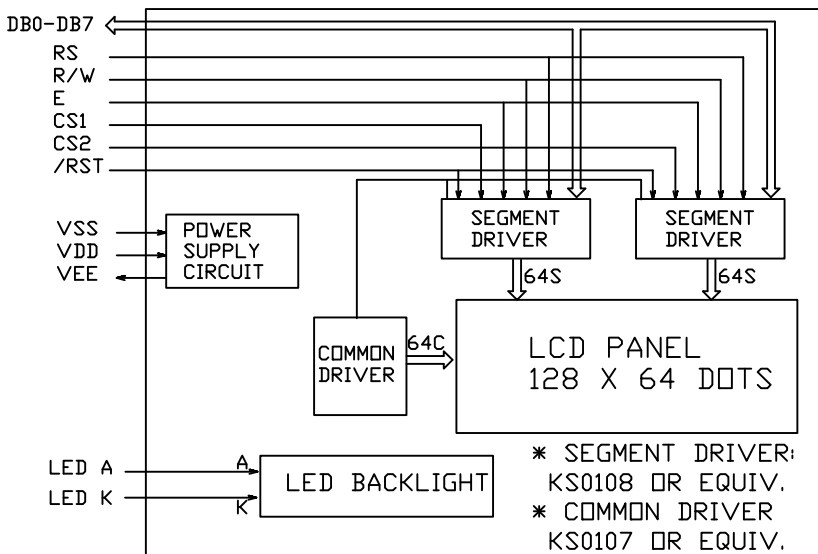 DB0-DB7
RS
R/W
E
CS1
CS2
/RST
VSS
VDD
VEE
POWER
SUPPLY
CIRCUIT
SEGMENT
DRIVER
SEGMENT
DRIVER
64S
64S
COMMON
DRIVER
64C
LCD PANEL
128 X 64 DOTS
LED A
LED K
A
K
LED BACKLIGHT
* SEGMENT DRIVER:
KS0108 OR EQUIV.
* COMMON DRIVER
KS0107 OR EQUIV.